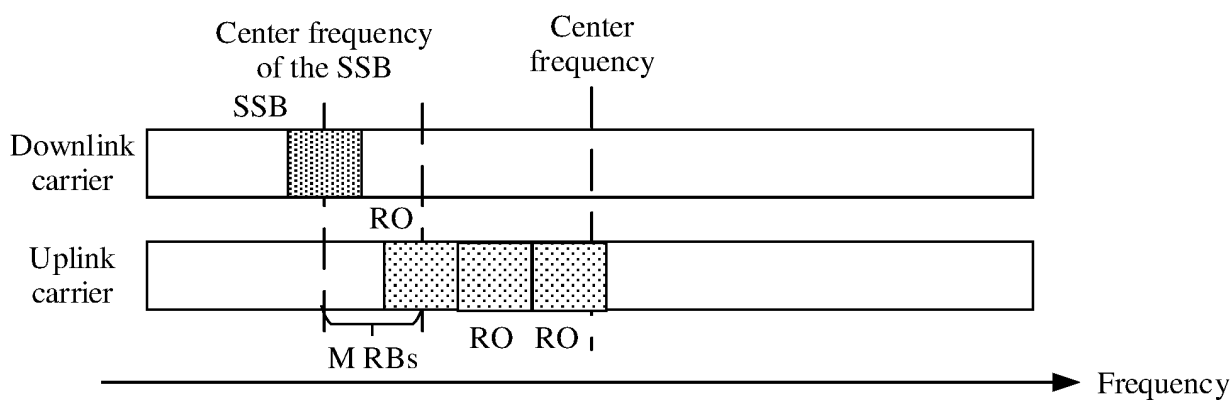 Center frequency
of the SSB
Center
frequency
SSB
Downlink
carrier
RO
Uplink
carrier
RO RO
M RBs
Frequency